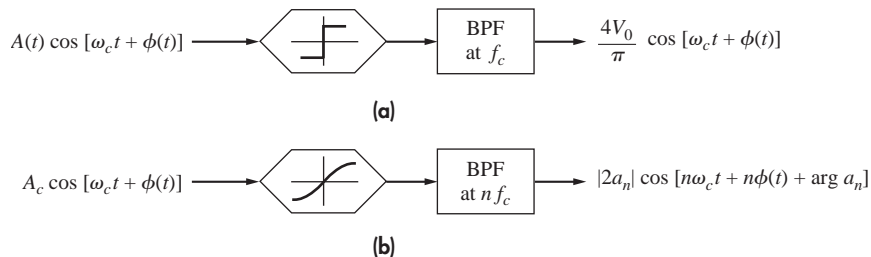 A(t) cos [ω_c t + ϕ(t)]
BPF
at f_c
4V_0/π cos [ω_c t + ϕ(t)]
(a)
A_c cos [ω_c t + ϕ(t)]
BPF
at n f_c
|2a_n| cos [nω_c t + nϕ(t) + arg a_n]
(b)